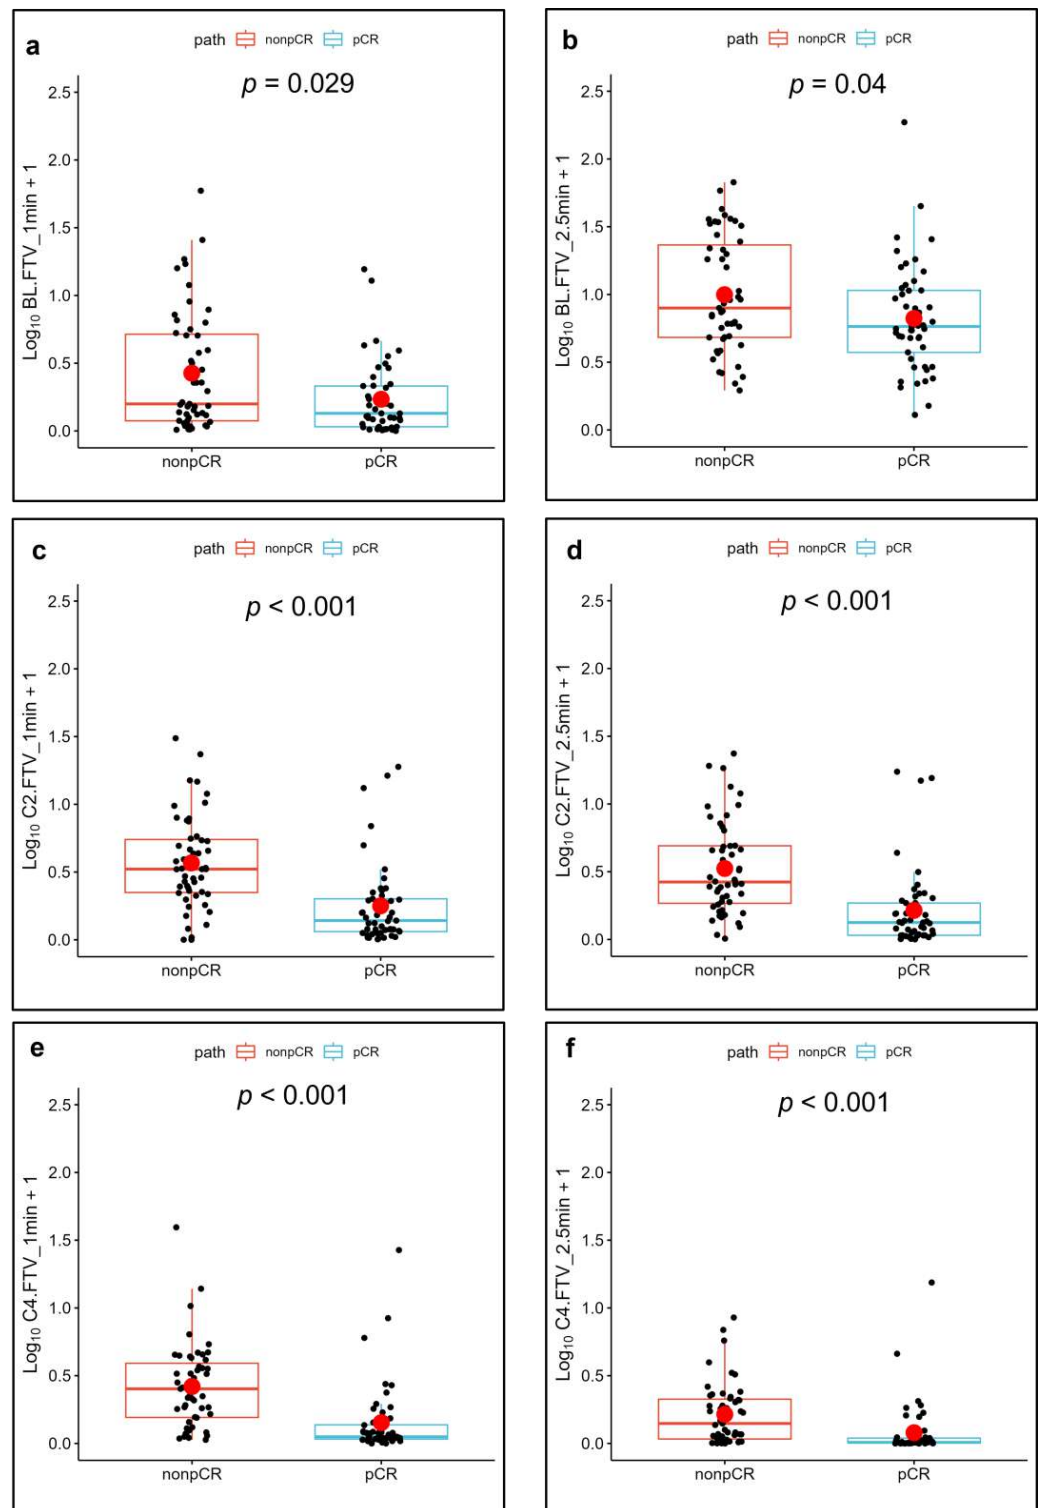 a
path nonpCR pCR
p = 0.029
Log10 BL.FTV_1min + 1
2.5
2.0
1.5
1.0
0.5
0.0
nonpCR pCR
b
path nonpCR pCR
p = 0.04
Log10 BL.FTV_2.5min + 1
2.5
2.0
1.5
1.0
0.5
0.0
nonpCR pCR
c
path nonpCR pCR
p < 0.001
Log10 C2.FTV_1min + 1
2.5
2.0
1.5
1.0
0.5
0.0
nonpCR pCR
d
path nonpCR pCR
p < 0.001
Log10 C2.FTV_2.5min + 1
2.5
2.0
1.5
1.0
0.5
0.0
nonpCR pCR
e
path nonpCR pCR
p < 0.001
Log10 C4.FTV_1min + 1
2.5
2.0
1.5
1.0
0.5
0.0
nonpCR pCR
f
path nonpCR pCR
p < 0.001
Log10 C4.FTV_2.5min + 1
2.5
2.0
1.5
1.0
0.5
0.0
nonpCR pCR